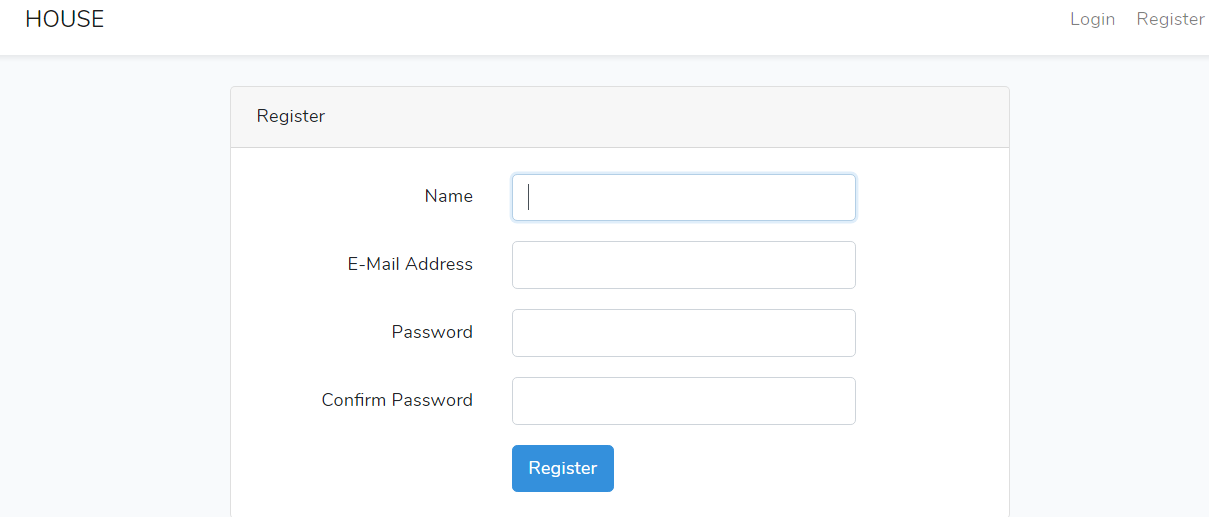 HOUSE
Login Register
Register
Name
E-Mail Address
Password
Confirm Password
Register